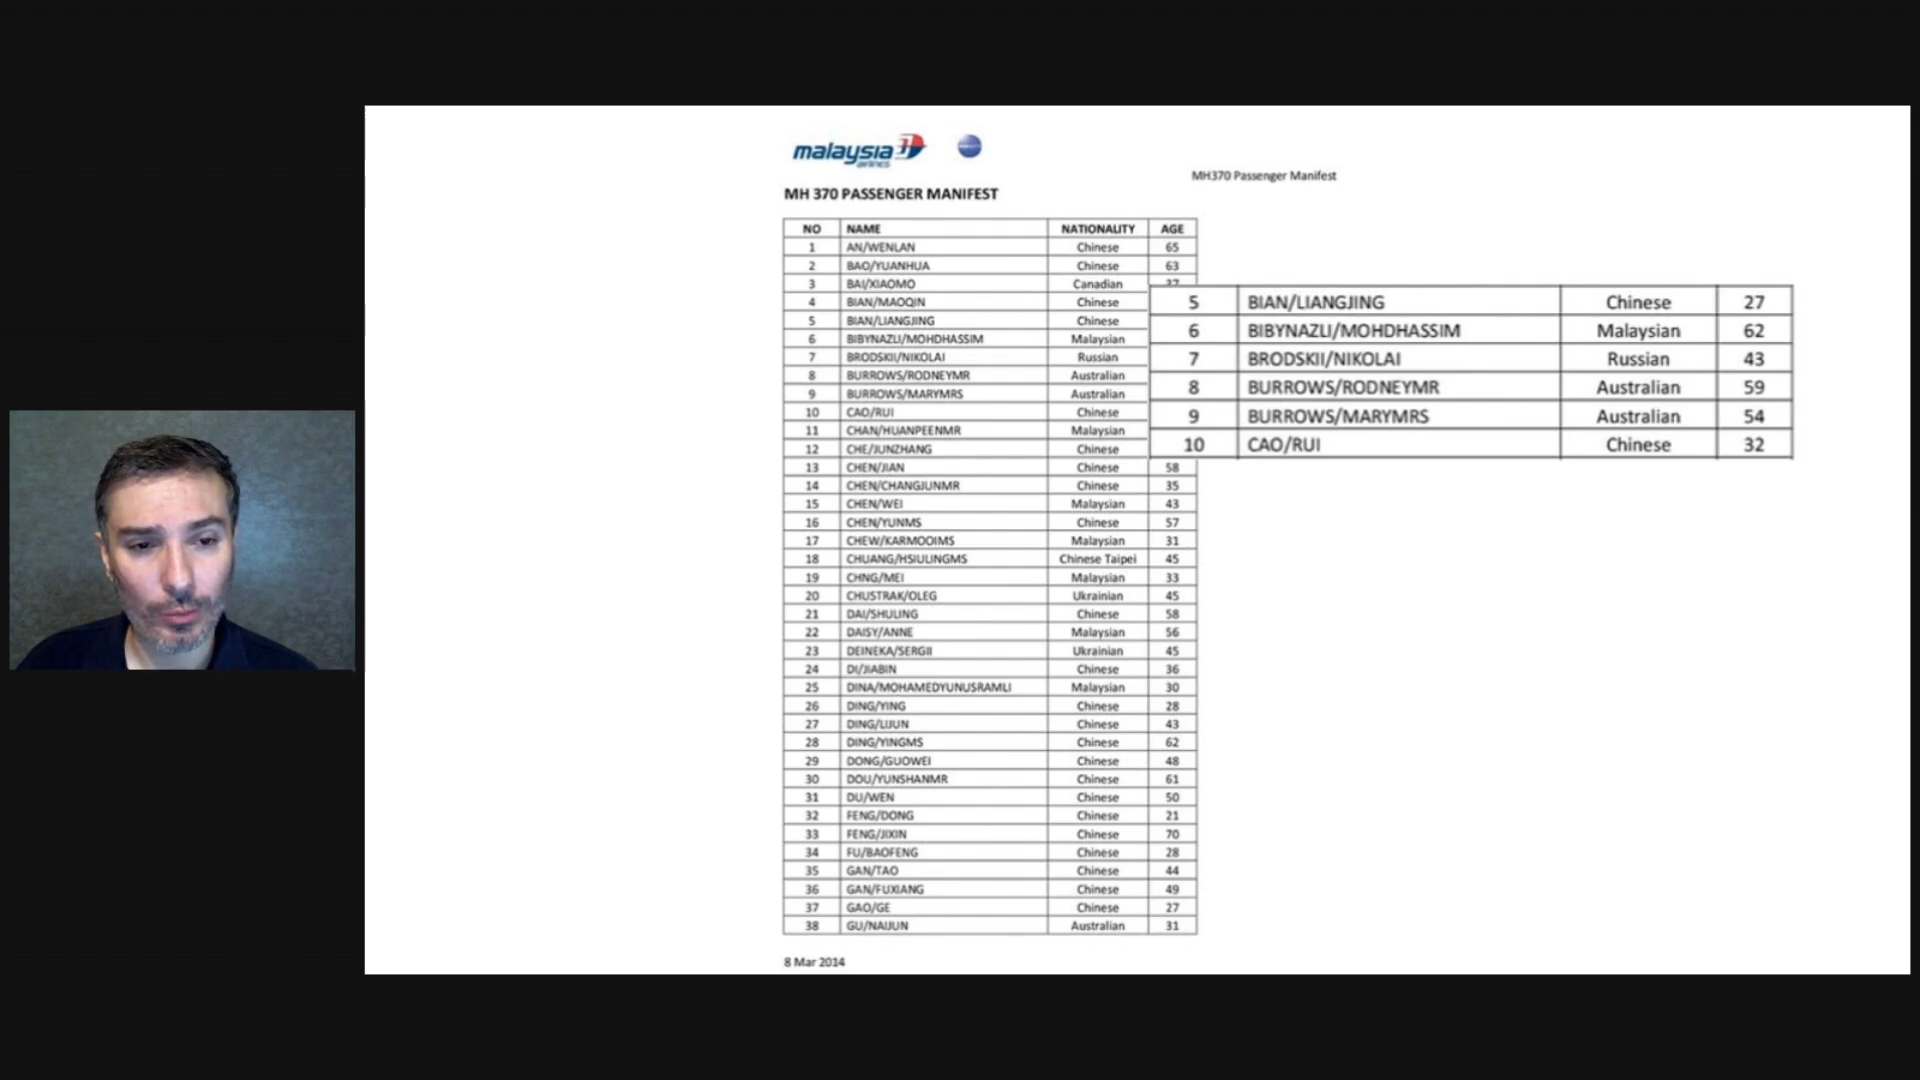 malaysia
airlines
MH370 Passenger Manifest
MH 370 PASSENGER MANIFEST
NO NAME NATIONALITY AGE
1 AN/WENLAN Chinese 65
2 BAO/YUANHUA Chinese 63
3 BAI/XIAOMO Canadian 37
4 BIAN/MAOQIN Chinese
5 BIAN/LIANGJING Chinese
6 BIBYNAZLI/MOHDHASSIM Malaysian
7 BRODSKII/NIKOLAI Russian
8 BURROWS/RODNEYMR Australian
9 BURROWS/MARYMRS Australian
10 CAO/RUI Chinese
11 CHAN/HUANPEENMR Malaysian
12 CHE/JUNZHANG Chinese
13 CHEN/JIAN Chinese 58
14 CHEN/CHANGJUNMR Chinese 35
15 CHEN/WEI Malaysian 43
16 CHEN/YUNMS Chinese 57
17 CHEW/KARMOOIMS Malaysian 31
18 CHUANG/HSIULINGMS Chinese Taipei 45
19 CHNG/MEI Malaysian 33
20 CHUSTRAK/OLEG Ukrainian 45
21 DAI/SHULING Chinese 58
22 DAISY/ANNE Malaysian 56
23 DEINEKA/SERGII Ukrainian 45
24 DI/JIABIN Chinese 36
25 DINA/MOHAMEDYUNUSRAMLI Malaysian 30
26 DING/YING Chinese 28
27 DING/LIJUN Chinese 43
28 DING/YINGMS Chinese 62
29 DONG/GUOWEI Chinese 48
30 DOU/YUNSHANMR Chinese 61
31 DU/WEN Chinese 50
32 FENG/DONG Chinese 21
33 FENG/JIXIN Chinese 70
34 FU/BAOFENG Chinese 28
35 GAN/TAO Chinese 44
36 GAN/FUXIANG Chinese 49
37 GAO/GE Chinese 27
38 GU/NAIJUN Australian 31
8 Mar 2014
5 BIAN/LIANGJING Chinese 27
6 BIBYNAZLI/MOHDHASSIM Malaysian 62
7 BRODSKII/NIKOLAI Russian 43
8 BURROWS/RODNEYMR Australian 59
9 BURROWS/MARYMRS Australian 54
10 CAO/RUI Chinese 32